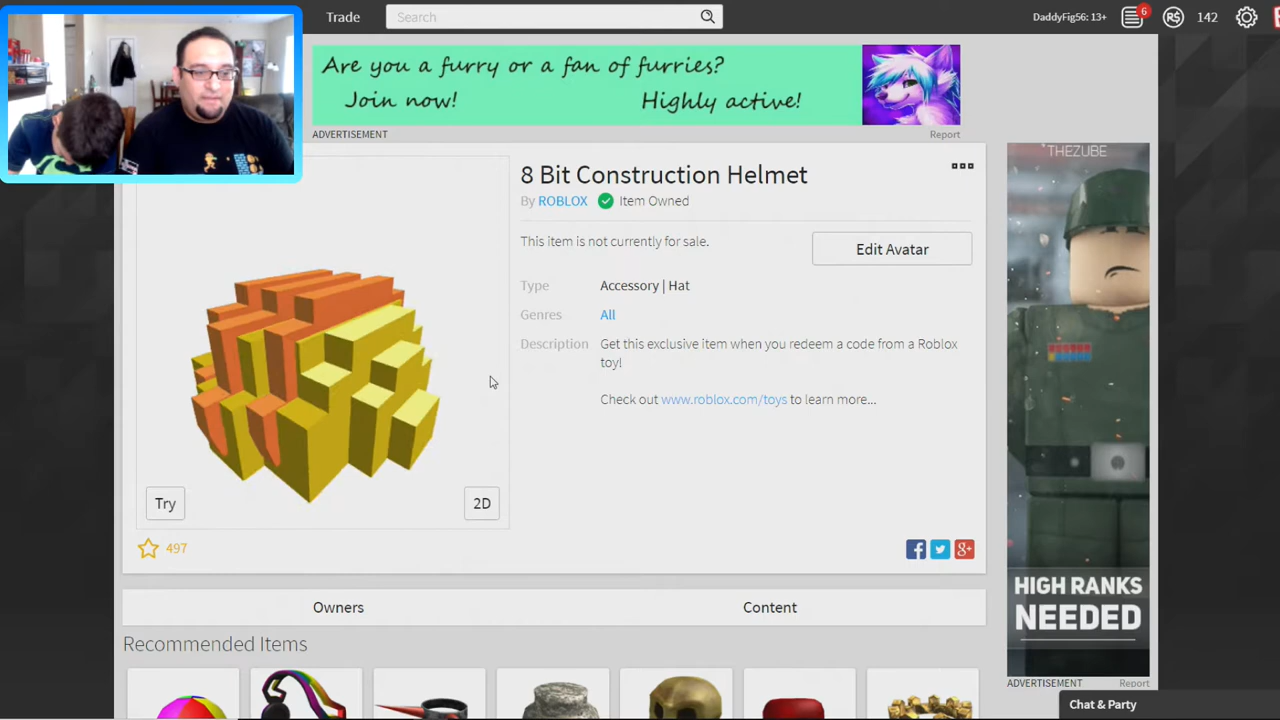 Trade
Search
DaddyFig56: 13+
6
R$
142
Are you a furry or a fan of furries?
Join now!
Highly active!
ADVERTISEMENT
Report
8 Bit Construction Helmet
By ROBLOX
Item Owned
This item is not currently for sale.
Edit Avatar
Type
Accessory | Hat
Genres
All
Description
Get this exclusive item when you redeem a code from a Roblox
toy!
Check out www.roblox.com/toys to learn more...
Try
2D
497
Owners
Content
Recommended Items
THEZUBE
HIGH RANKS
NEEDED
ADVERTISEMENT
Report
Chat & Party